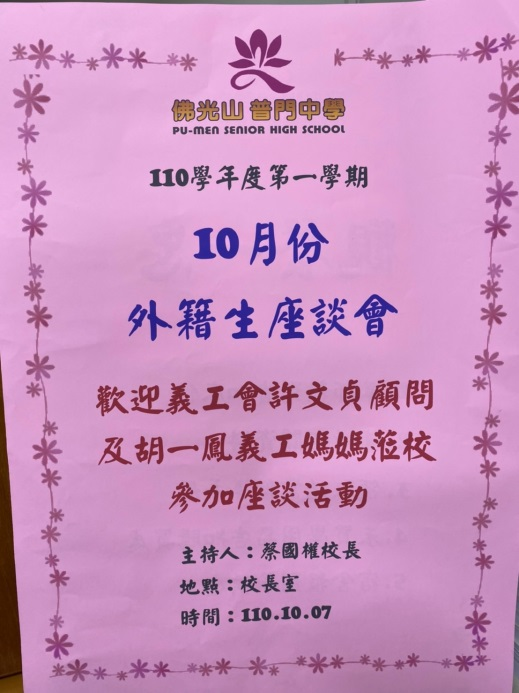 佛光山 普門中學
PU-MEN SENIOR HIGH SCHOOL
110學年度第一學期
10月份
外籍生座談會
歡迎義工會許文貞顧問
及胡一鳳義工媽媽蒞校
參加座談活動
主持人：蔡國權校長
地點：校長室
時間：110.10.07